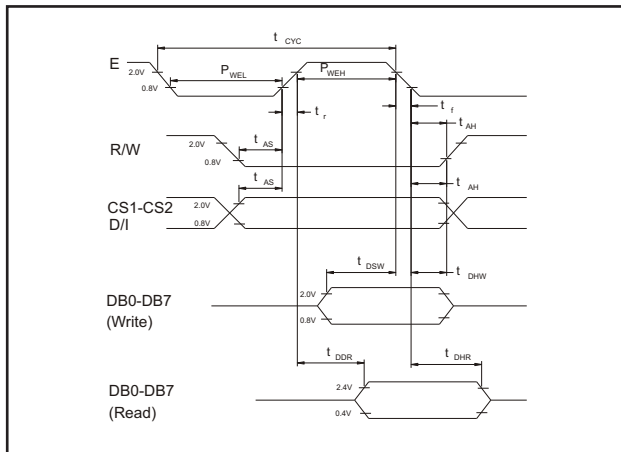 t CYC
E
2.0V
0.8V
P WEL
P WEH
t r
t f
t AS
t AH
R/W
2.0V
0.8V
t AS
t AH
CS1-CS2
D/I
2.0V
0.8V
t DSW
t DHW
DB0-DB7
(Write)
2.0V
0.8V
t DDR
t DHR
DB0-DB7
(Read)
2.4V
0.4V